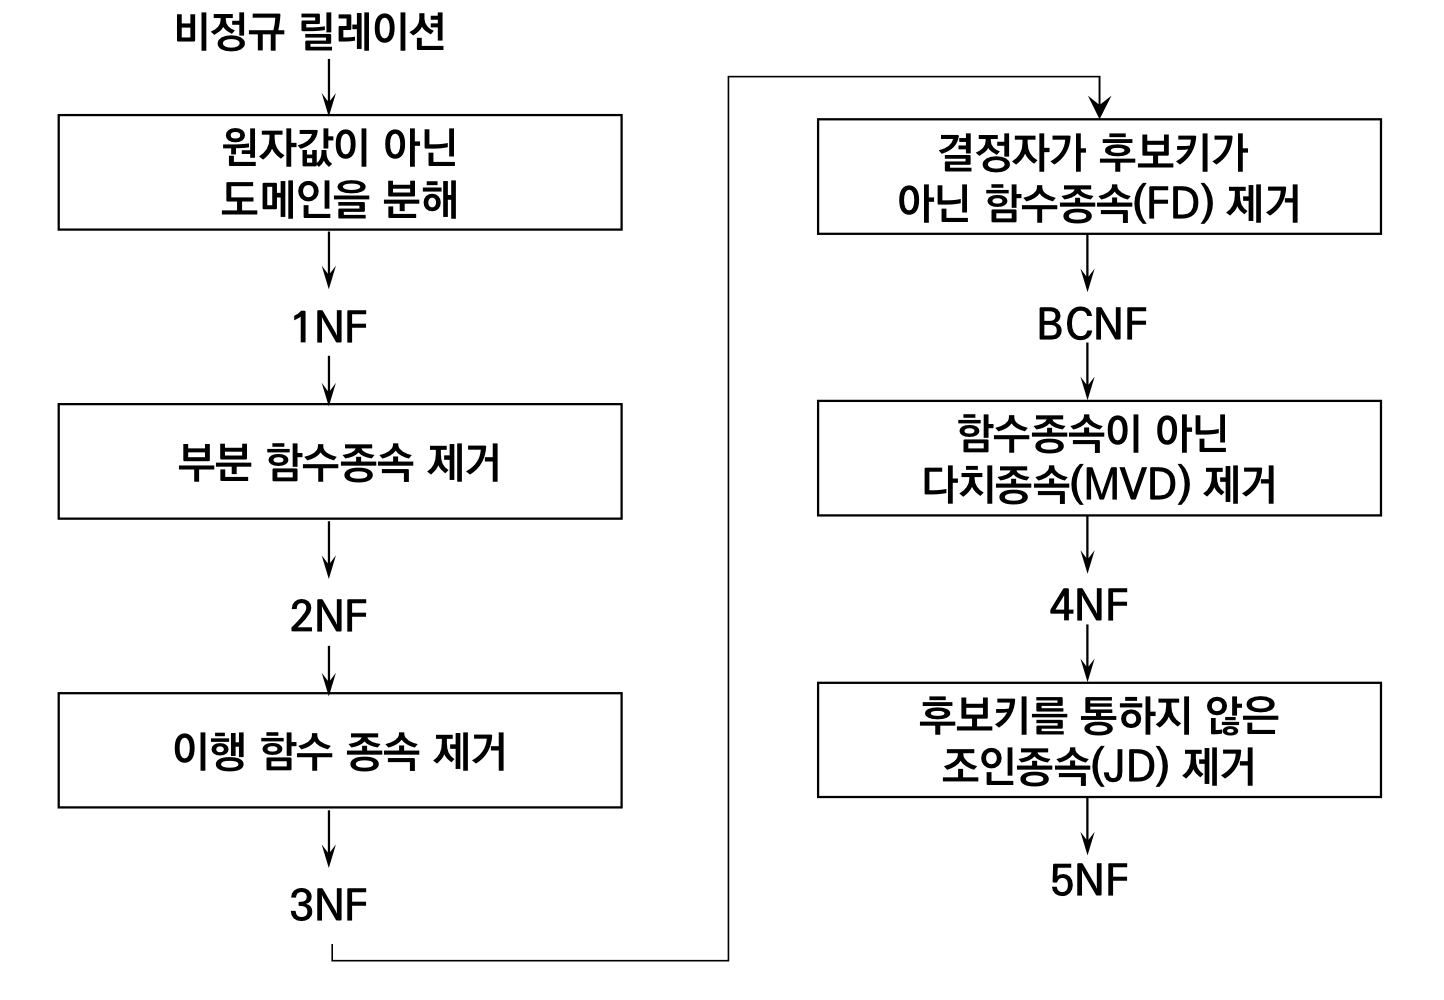 비정규 릴레이션
원자값이 아닌
도메인을 분해
1NF
부분 함수종속 제거
2NF
이행 함수 종속 제거
3NF
결정자가 후보키가
아닌 함수종속(FD) 제거
BCNF
함수종속이 아닌
다치종속(MVD) 제거
4NF
후보키를 통하지 않은
조인종속(JD) 제거
5NF